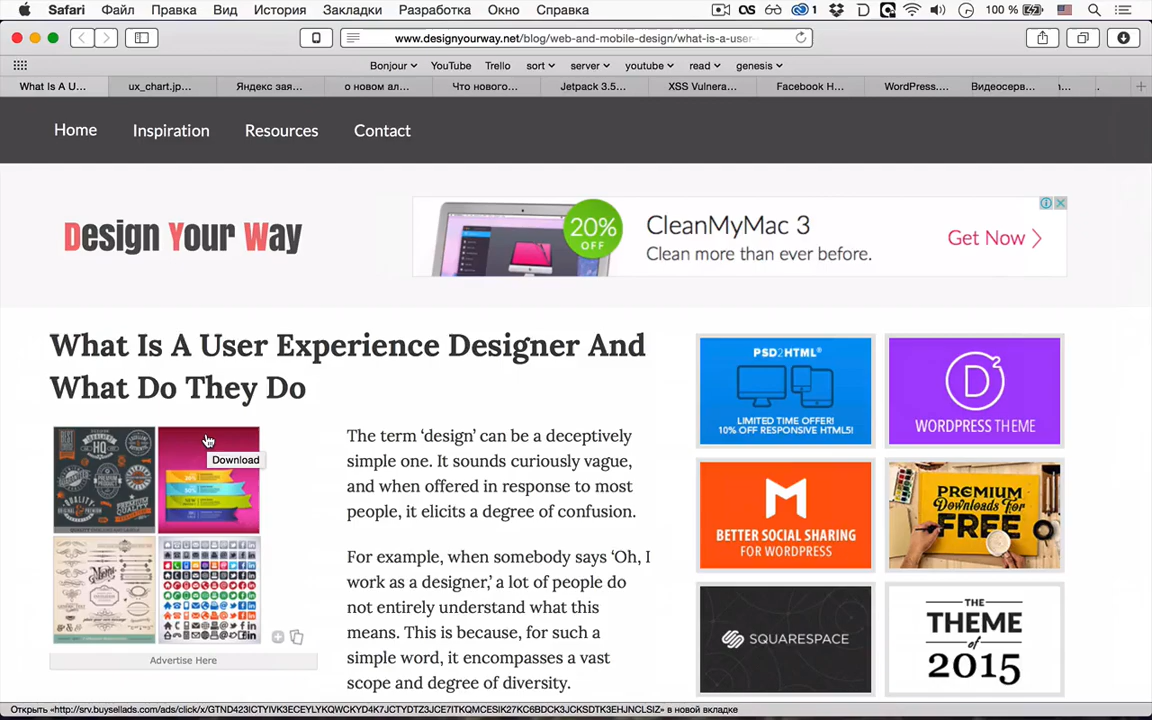 Safari Файл Правка Вид История Закладки Разработка Окно Справка 1 100 %
www.designyourway.net/blog/web-and-mobile-design/what-is-a-user-
Bonjour YouTube Trello sort server youtube read genesis
What Is A U... ux_chart.jp... Яндекс зая... о новом ал... Что нового... Jetpack 3.5... XSS Vulnera... Facebook H... WordPress.... Видеосерв...
Home Inspiration Resources Contact
Design Your Way
20%
OFF
CleanMyMac 3
Clean more than ever before.
Get Now
What Is A User Experience Designer And
What Do They Do
Download
Advertise Here
The term ‘design’ can be a deceptively
simple one. It sounds curiously vague,
and when offered in response to most
people, it elicits a degree of confusion.
For example, when somebody says ‘Oh, I
work as a designer,’ a lot of people do
not entirely understand what this
means. This is because, for such a
simple word, it encompasses a vast
scope and degree of diversity.
PSD2HTML®
LIMITED TIME OFFER!
10% OFF RESPONSIVE HTML5!
D2
WORDPRESS THEME
BETTER SOCIAL SHARING
FOR WORDPRESS
PREMIUM
Downloads For
FREE
SQUARESPACE
THE
THEME
of
2015